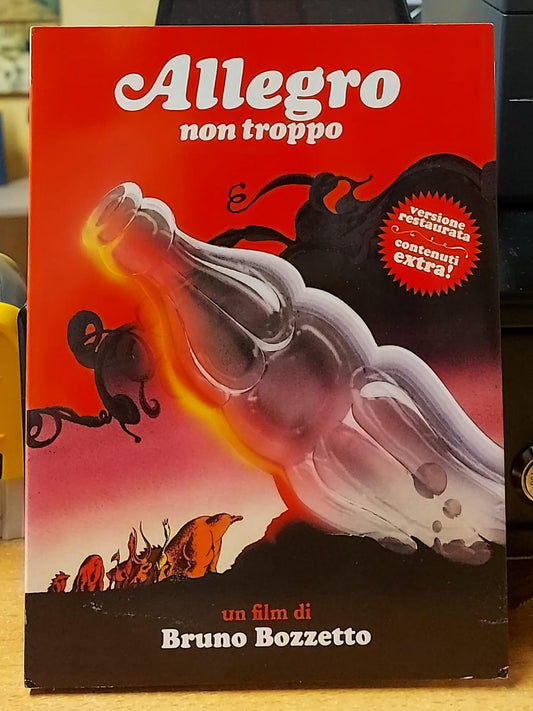 Allegro
non troppo
versione
restaurata
contenuti
extra!
un film di
Bruno Bozzetto